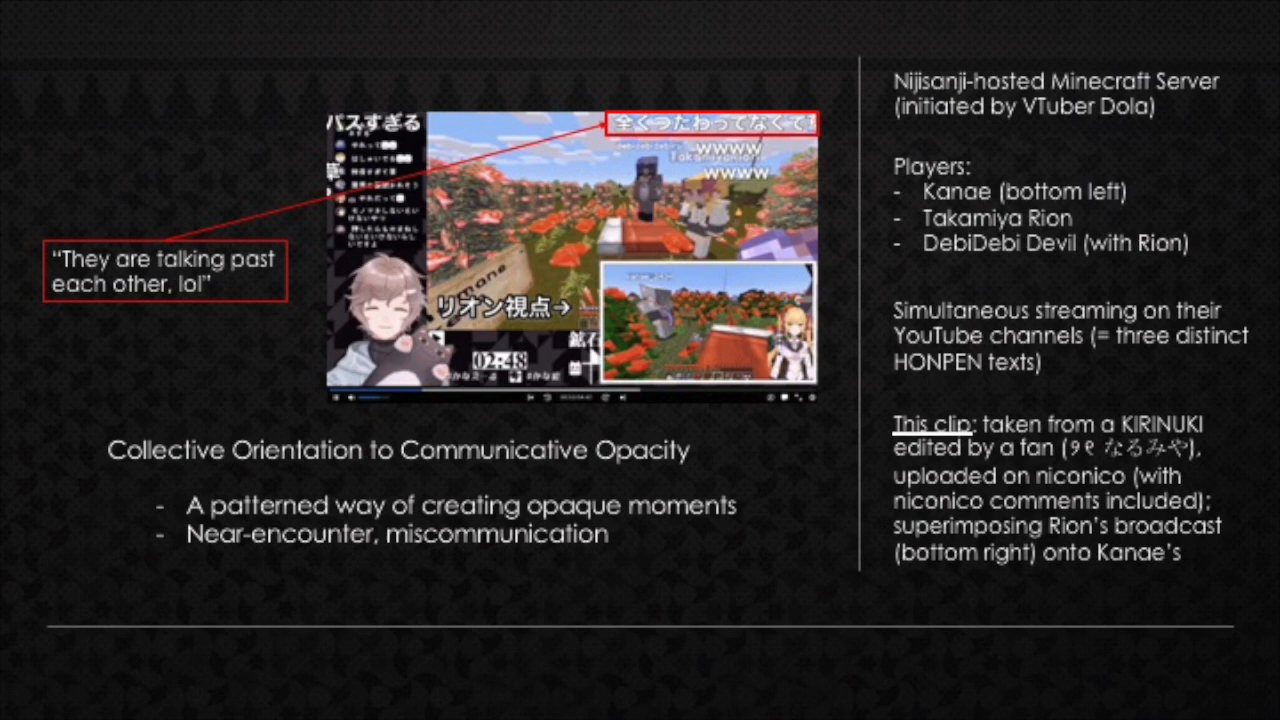 パスすぎる
全くつたわってなくて
wwww
Takamiya Rion
wwww
リオン視点→
02:48
"They are talking past
each other, lol"
Collective Orientation to Communicative Opacity
- A patterned way of creating opaque moments
- Near-encounter, miscommunication
Nijisanji-hosted Minecraft Server
(initiated by VTuber Dola)
Players:
- Kanae (bottom left)
- Takamiya Rion
- DebiDebi Devil (with Rion)
Simultaneous streaming on their
YouTube channels (= three distinct
HONPEN texts)
This clip: taken from a KIRINUKI
edited by a fan (୨୧ なるみや),
uploaded on niconico (with
niconico comments included);
superimposing Rion's broadcast
(bottom right) onto Kanae's